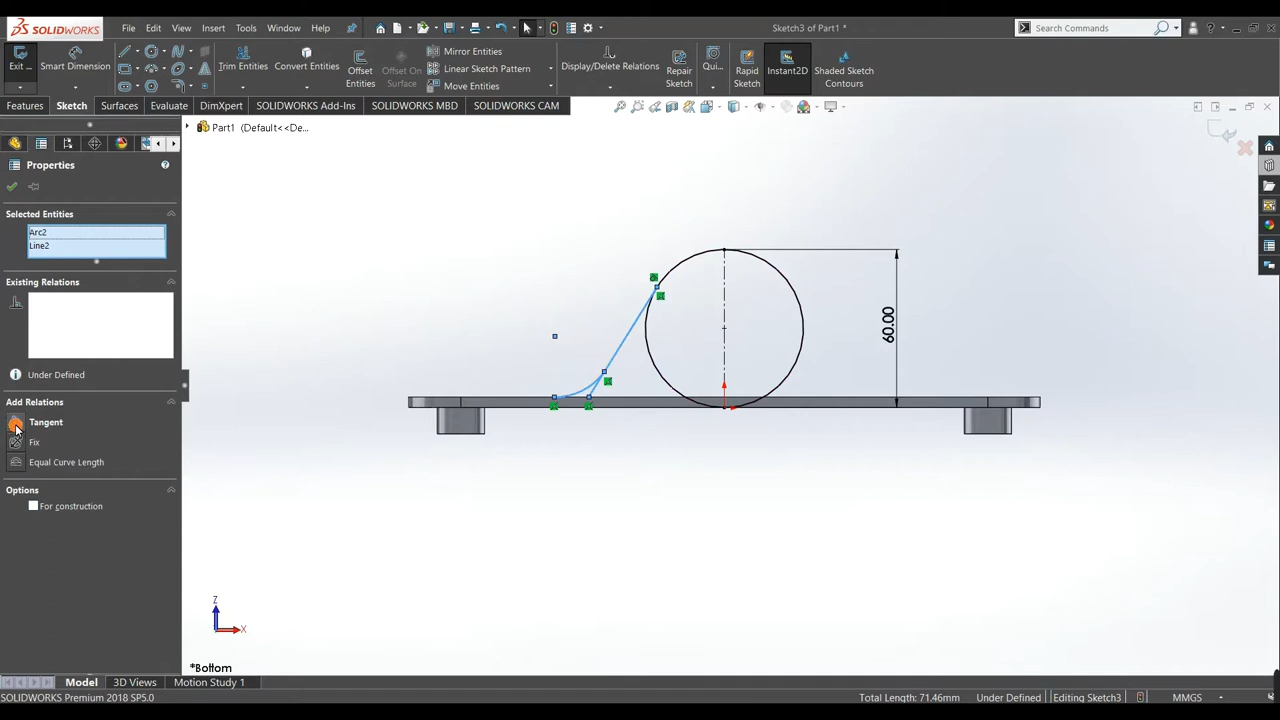 SOLIDWORKS
File Edit View Insert Tools Window Help
Sketch3 of Part1 *
Search Commands
Exit ...
Smart Dimension
Trim Entities
Convert Entities
Offset Entities
Offset On Surface
Mirror Entities
Linear Sketch Pattern
Move Entities
Display/Delete Relations
Repair Sketch
Qui...
Rapid Sketch
Instant2D
Shaded Sketch Contours
Features Sketch Surfaces Evaluate DimXpert SOLIDWORKS Add-Ins SOLIDWORKS MBD SOLIDWORKS CAM
Part1 (Default<<De...
Properties
Selected Entities
Arc2
Line2
Existing Relations
Under Defined
Add Relations
Tangent
Fix
Equal Curve Length
Options
For construction
60.00
Z
X
*Bottom
Model 3D Views Motion Study 1
SOLIDWORKS Premium 2018 SP5.0
Total Length: 71.46mm Under Defined Editing Sketch3 MMGS